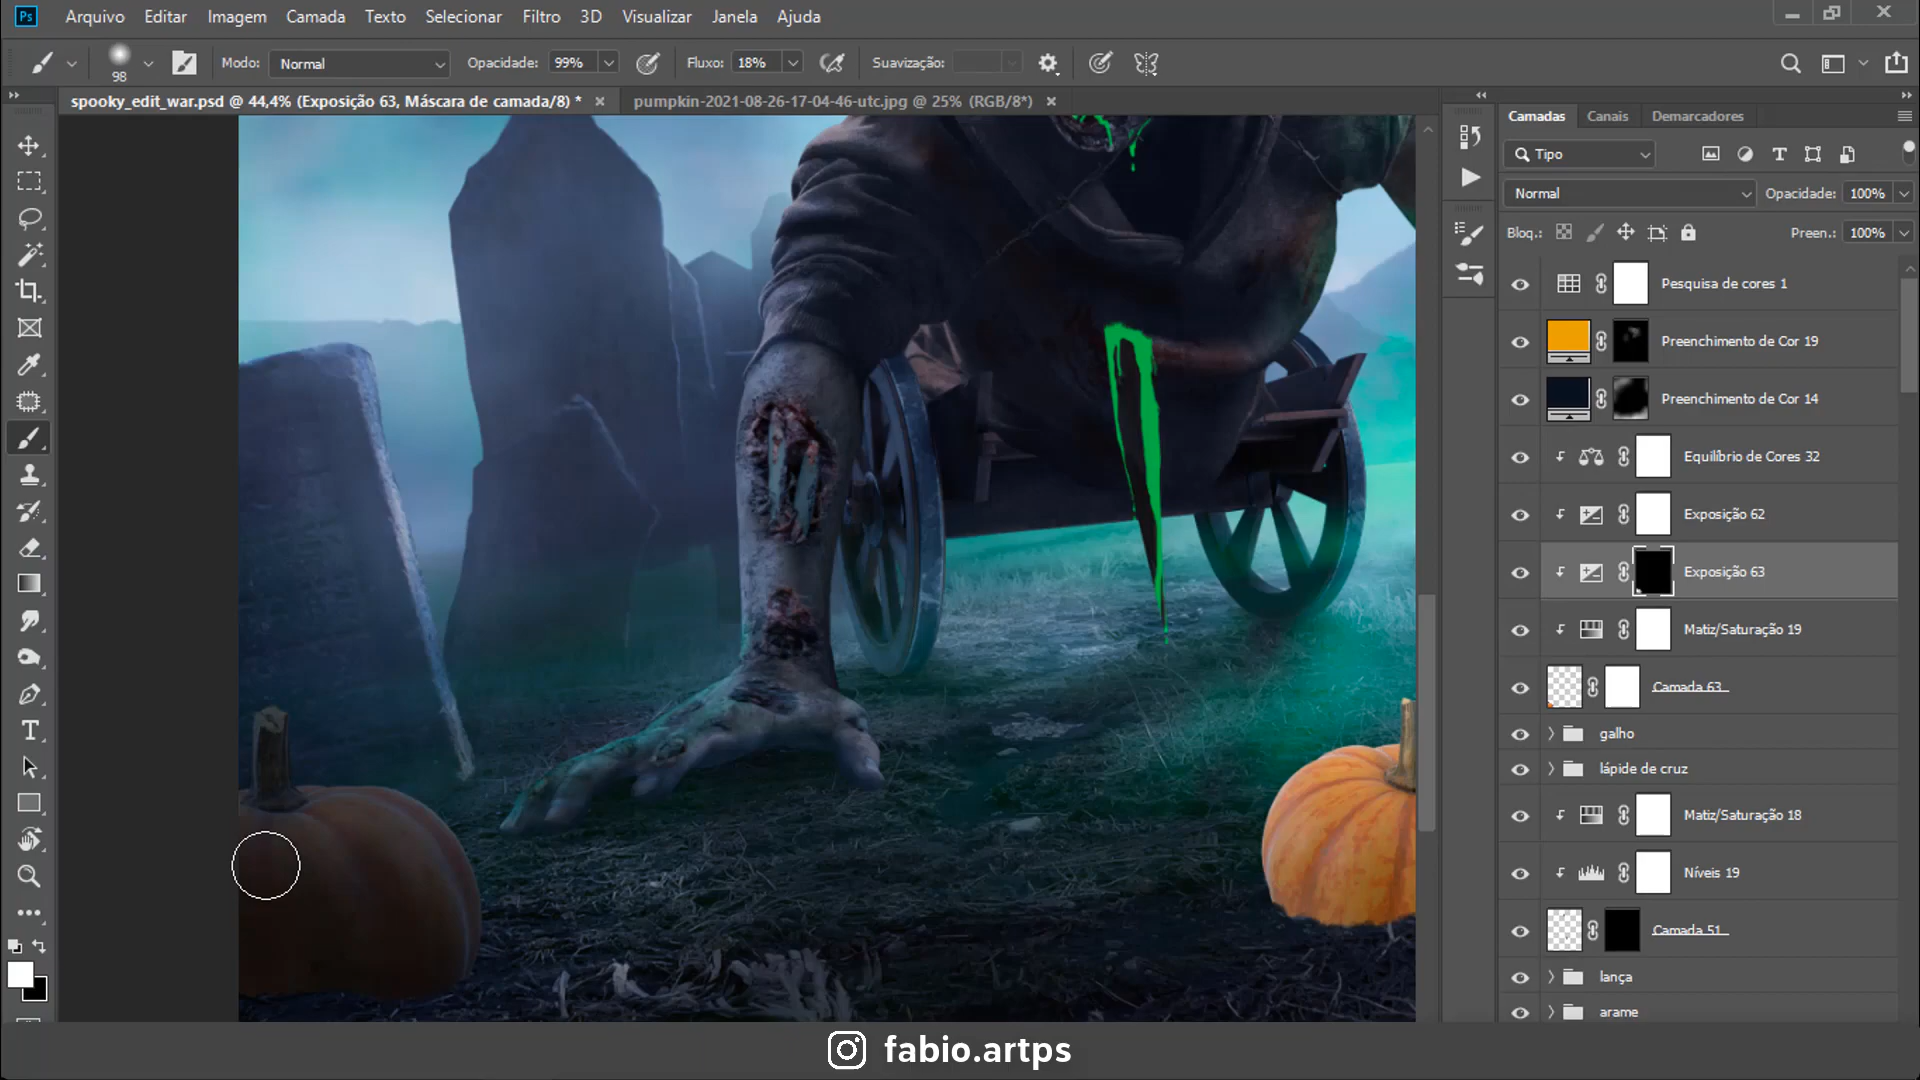 Ps Arquivo Editar Imagem Camada Texto Selecionar Filtro 3D Visualizar Janela Ajuda
98 Modo: Normal Opacidade: 99% Fluxo: 18% Suavização:
spooky_edit_war.psd @ 44,4% (Exposição 63, Máscara de camada/8) * pumpkin-2021-08-26-17-04-46-utc.jpg @ 25% (RGB/8*)
Camadas Canais Demarcadores
Tipo
Normal Opacidade: 100%
Bloq.: Preen.: 100%
Pesquisa de cores 1
Preenchimento de Cor 19
Preenchimento de Cor 14
Equilíbrio de Cores 32
Exposição 62
Exposição 63
Matiz/Saturação 19
Camada 63
galho
lápide de cruz
Matiz/Saturação 18
Níveis 19
Camada 51
lança
arame
fabio.artps